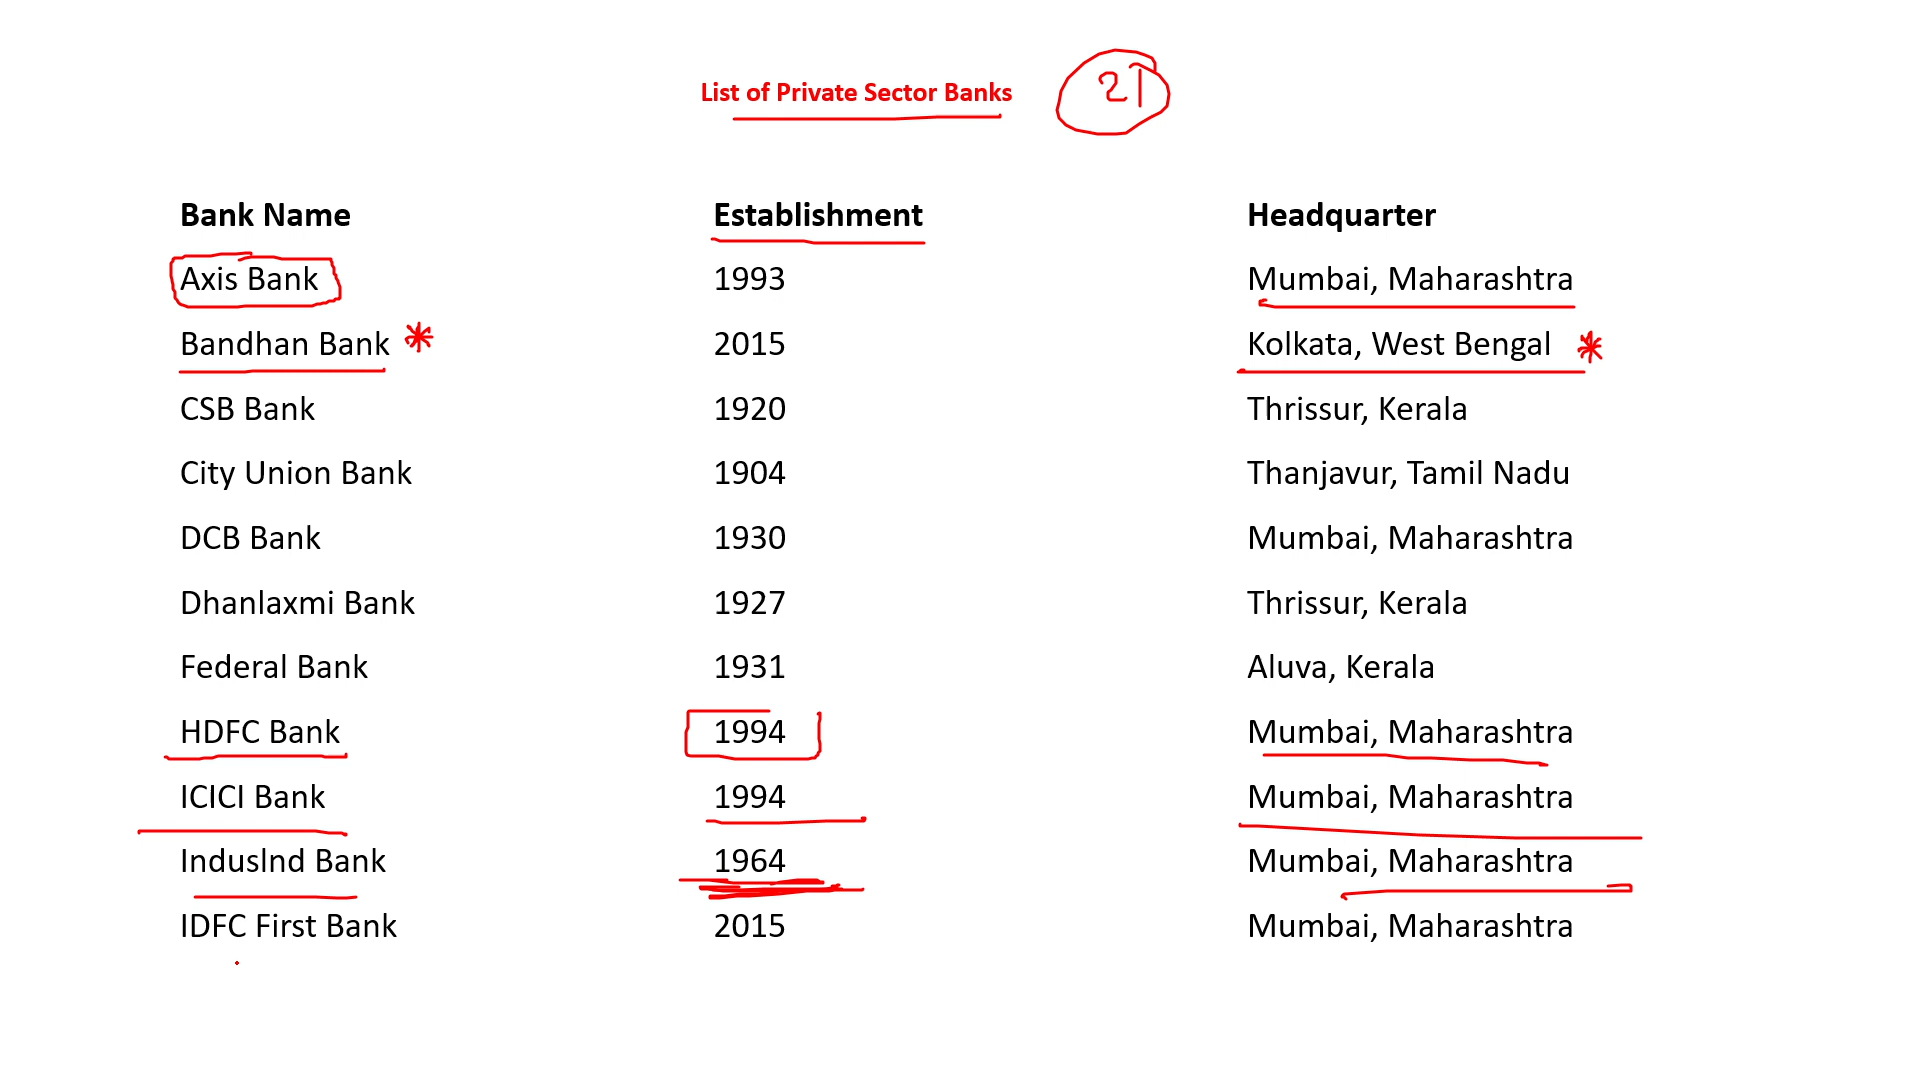 List of Private Sector Banks 21
Bank Name Establishment Headquarter
Axis Bank 1993 Mumbai, Maharashtra
Bandhan Bank * 2015 Kolkata, West Bengal *
CSB Bank 1920 Thrissur, Kerala
City Union Bank 1904 Thanjavur, Tamil Nadu
DCB Bank 1930 Mumbai, Maharashtra
Dhanlaxmi Bank 1927 Thrissur, Kerala
Federal Bank 1931 Aluva, Kerala
HDFC Bank 1994 Mumbai, Maharashtra
ICICI Bank 1994 Mumbai, Maharashtra
Induslnd Bank 1964 Mumbai, Maharashtra
IDFC First Bank 2015 Mumbai, Maharashtra